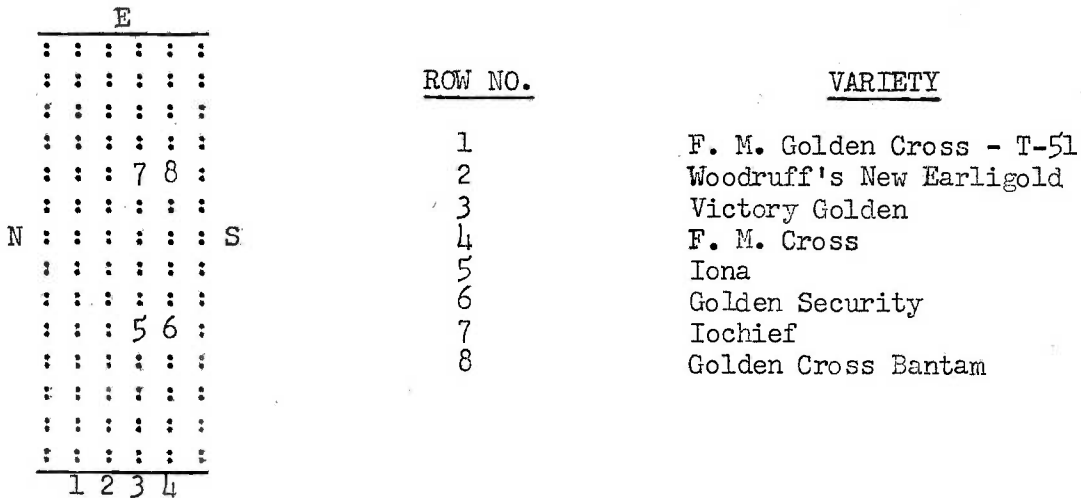 E
: : : : : :
: : : : : :
: : : : : :
: : : : : :
: : : 7 8 :
: : : : : :
N : : : : : : S
: : : : : :
: : : : : :
: : : 5 6 :
: : : : : :
: : : : : :
: : : : : :
: : : : : :
1 2 3 4
ROW NO. VARIETY
1 F. M. Golden Cross - T-51
2 Woodruff's New Earligold
3 Victory Golden
4 F. M. Cross
5 Iona
6 Golden Security
7 Iochief
8 Golden Cross Bantam